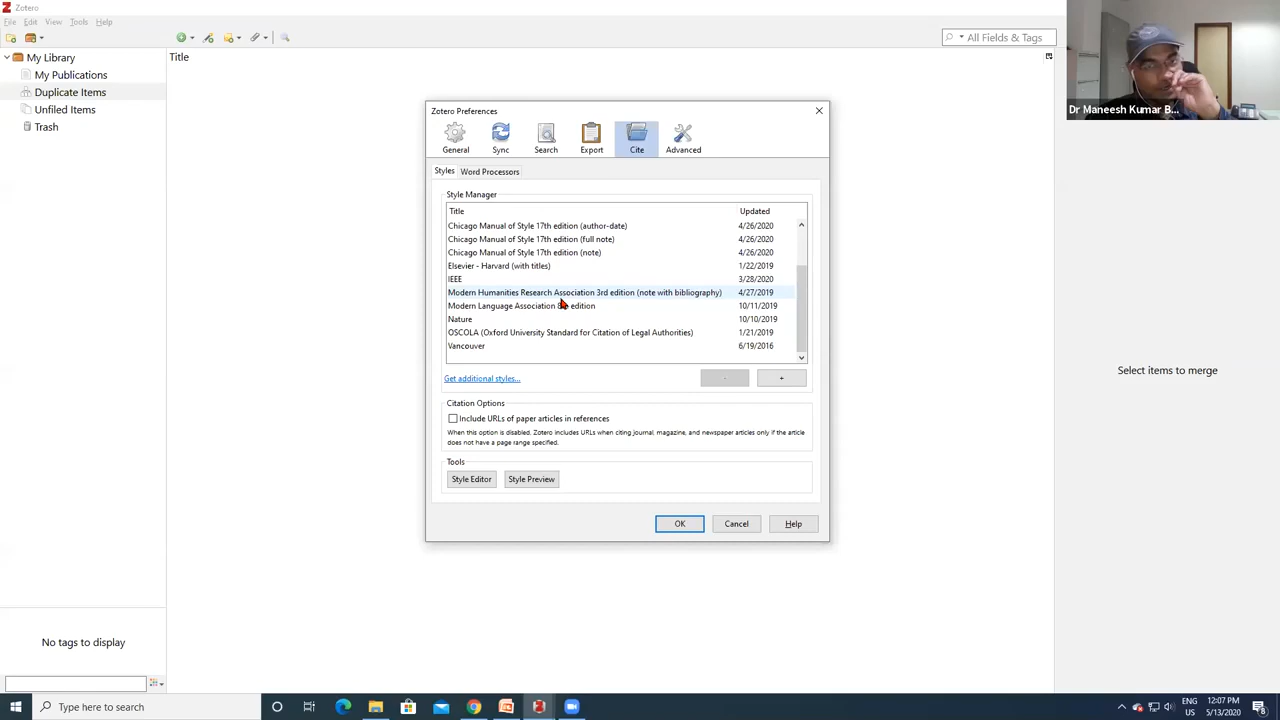 Zotero
File Edit View Tools Help
All Fields & Tags
My Library
My Publications
Duplicate Items
Unfiled Items
Trash
Title
No tags to display
Zotero Preferences
General Sync Search Export Cite Advanced
Styles Word Processors
Style Manager
Title Updated
Chicago Manual of Style 17th edition (author-date) 4/26/2020
Chicago Manual of Style 17th edition (full note) 4/26/2020
Chicago Manual of Style 17th edition (note) 4/26/2020
Elsevier - Harvard (with titles) 1/22/2019
IEEE 3/28/2020
Modern Humanities Research Association 3rd edition (note with bibliography) 4/27/2019
Modern Language Association edition 10/11/2019
Nature 10/10/2019
OSCOLA (Oxford University Standard for Citation of Legal Authorities) 1/21/2019
Vancouver 6/19/2016
Get additional styles...
- +
Citation Options
Include URLs of paper articles in references
When this option is disabled, Zotero includes URLs when citing journal, magazine, and newspaper articles only if the article
does not have a page range specified.
Tools
Style Editor Style Preview
OK Cancel Help
Select items to merge
Dr Maneesh Kumar B...
Type here to search
ENG
US
12:07 PM
5/13/2020
8